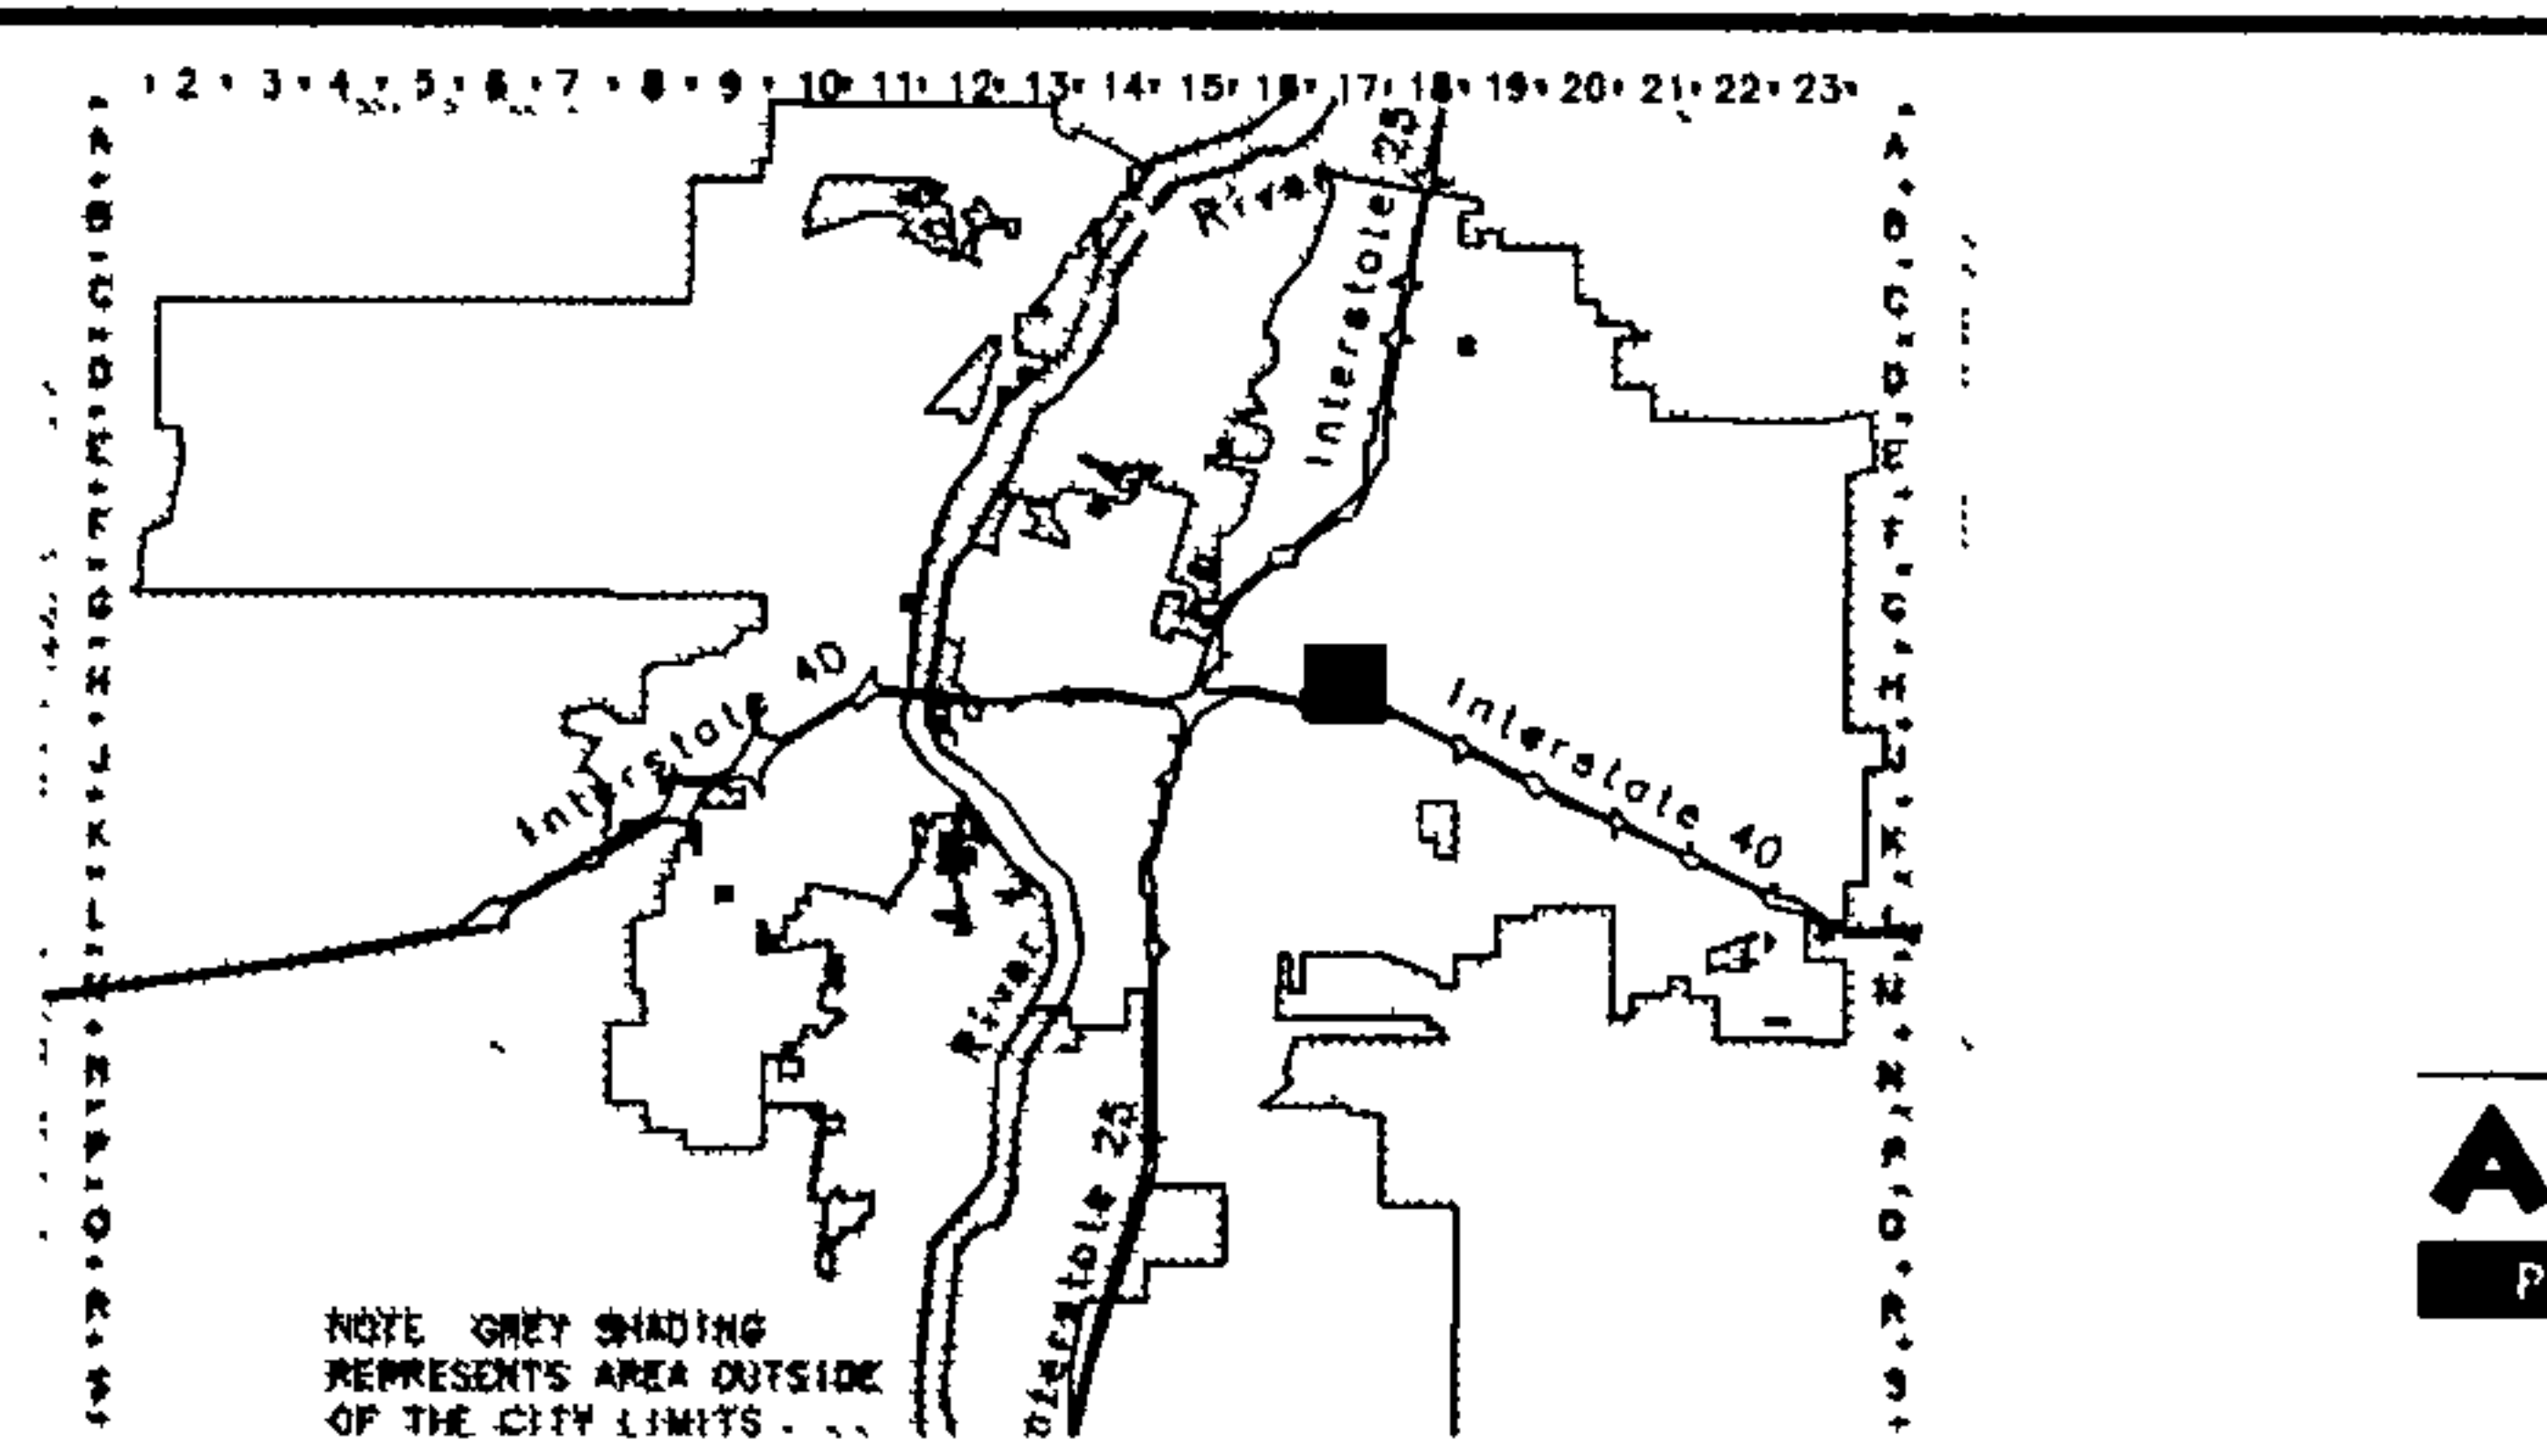 2 3 4 5 6 7 8 9 10 11 12 13 14 15 16 17 18 19 20 21 22 23
A
B
C
D
E
F
G
H
J
K
L
M
N
P
Q
R
River
Interstate 25
Interstate 40
Interstate 40
River
Interstate 25
A
B
C
D
E
F
G
H
J
K
L
M
N
P
Q
R
S
NOTE GREY SHADING
REPRESENTS AREA OUTSIDE
OF THE CITY LIMITS
A
P